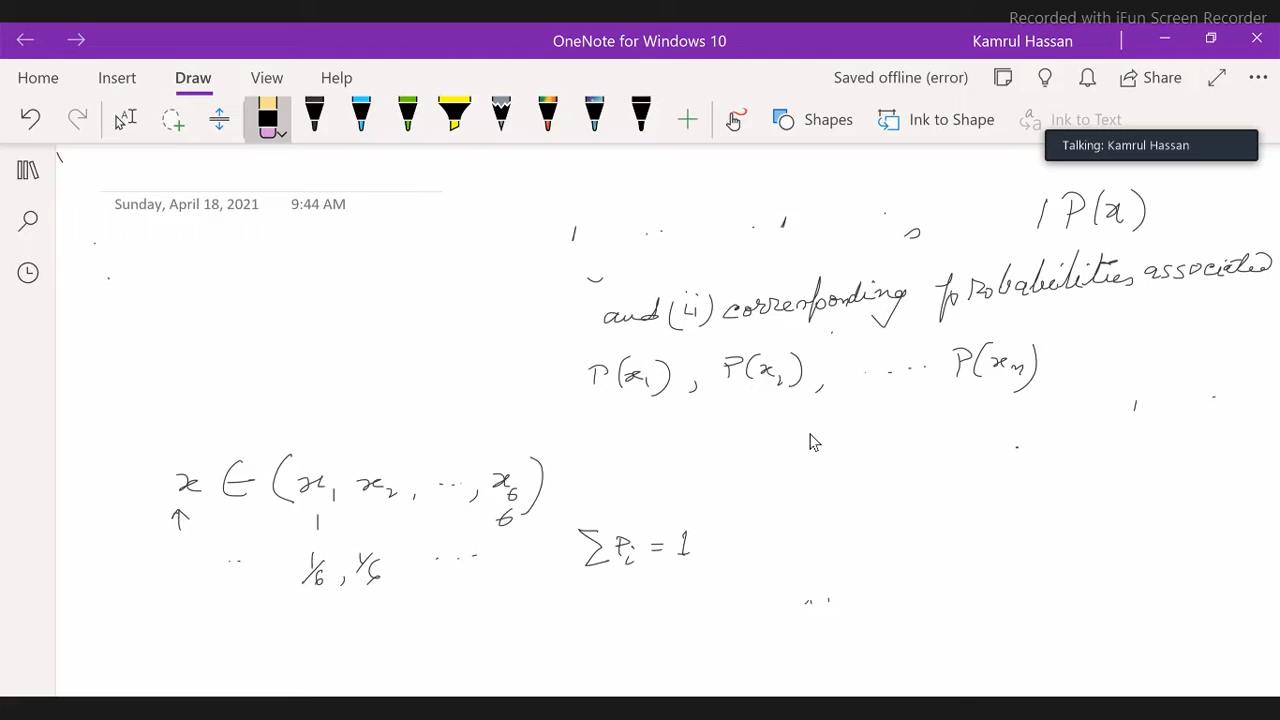 Recorded with iFun Screen Recorder
OneNote for Windows 10
Kamrul Hassan
Home Insert Draw View Help
Saved offline (error)
Share
Shapes
Ink to Shape
Ink to Text
Talking: Kamrul Hassan
Sunday, April 18, 2021 9:44 AM
P(x)
and (ii) corresponding probabilities associated
P(x₁), P(x₂), ..... P(xₙ)
x ∈ (x₁ x₂, ..., x₆)
↑ 1 6
1/6, 1/6 ...
∑ Pᵢ = 1